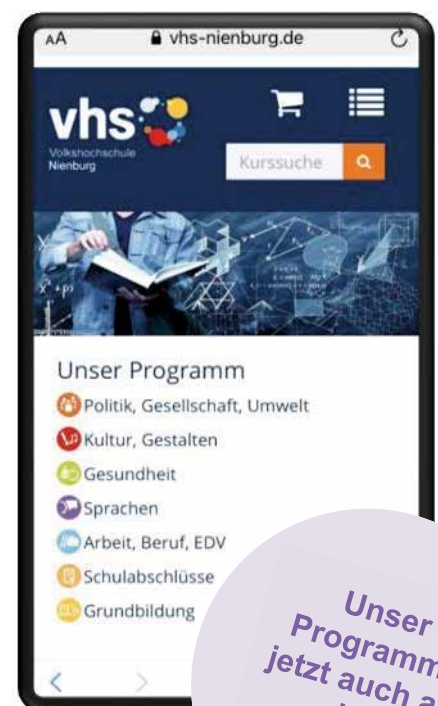 AA vhs-nienburg.de
vhs
Volkshochschule
Nienburg
Kurssuche
Unser Programm
Politik, Gesellschaft, Umwelt
Kultur, Gestalten
Gesundheit
Sprachen
Arbeit, Beruf, EDV
Schulabschlüsse
Grundbildung
Unser
Programm
jetzt auch